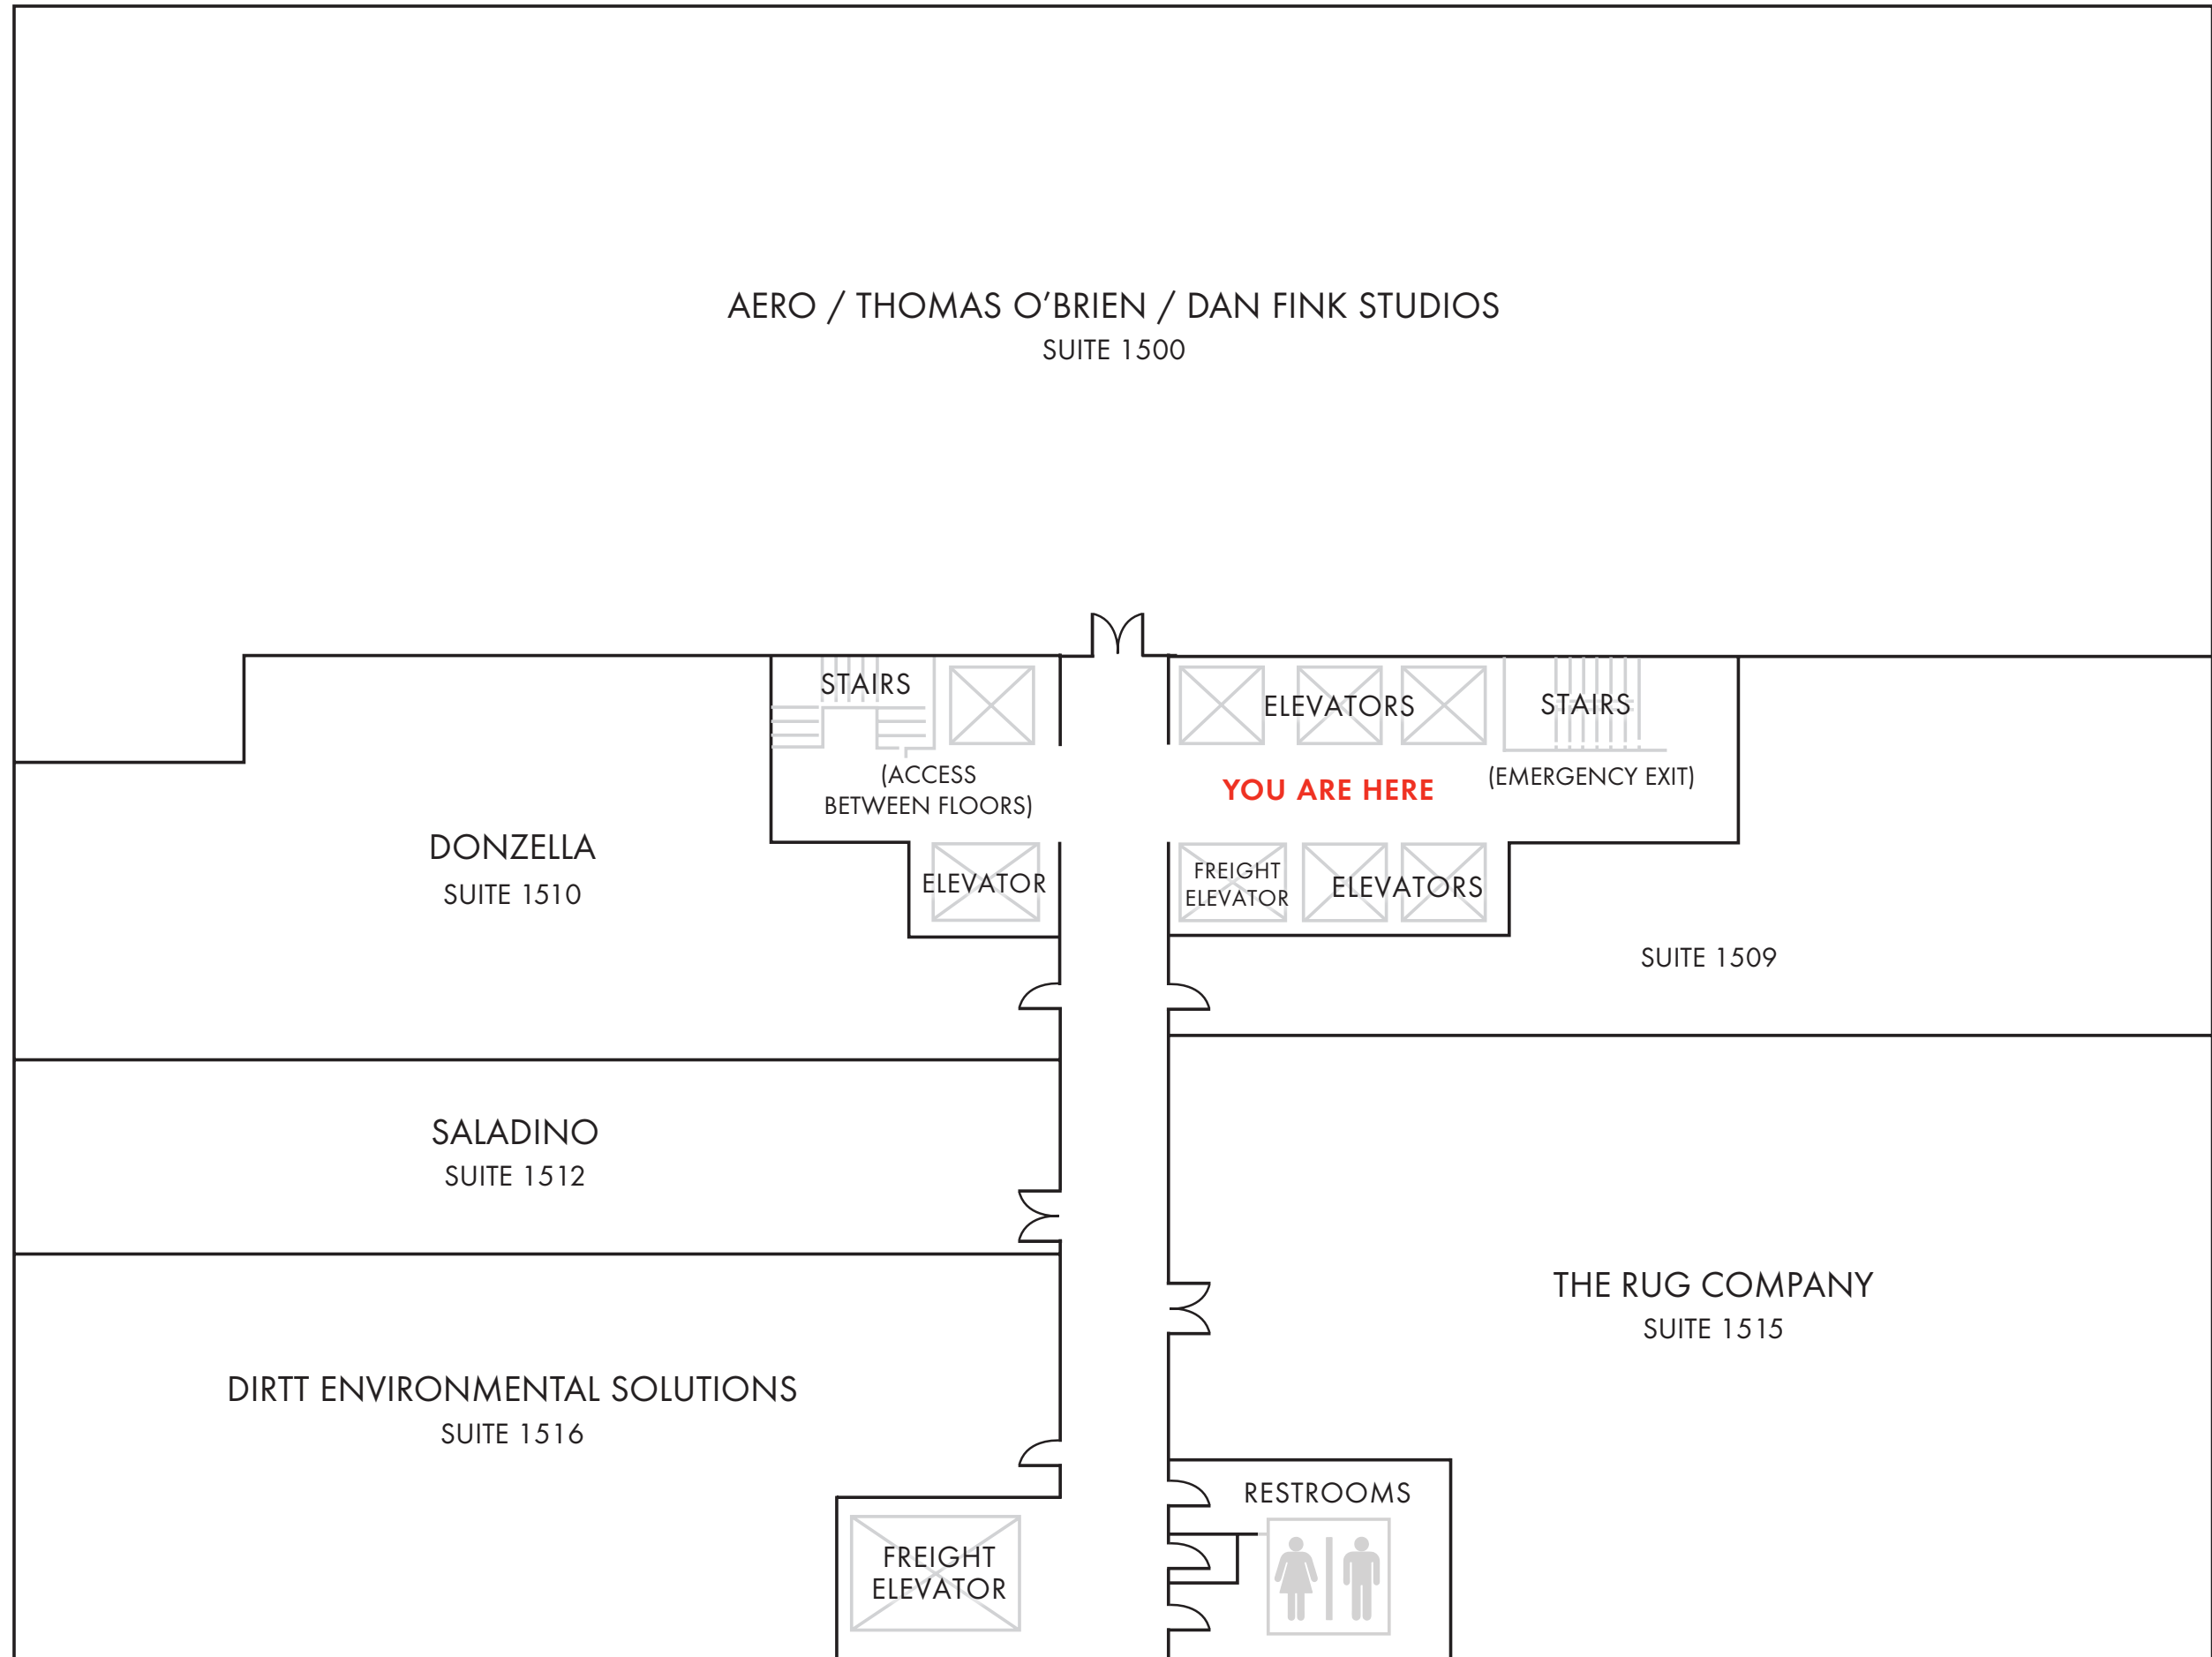 AERO / THOMAS O’BRIEN / DAN FINK STUDIOS
SUITE 1500
STAIRS
(ACCESS
BETWEEN FLOORS)
ELEVATOR
ELEVATORS
STAIRS
(EMERGENCY EXIT)
YOU ARE HERE
FREIGHT
ELEVATOR
ELEVATORS
DONZELLA
SUITE 1510
SUITE 1509
SALADINO
SUITE 1512
THE RUG COMPANY
SUITE 1515
DIRTT ENVIRONMENTAL SOLUTIONS
SUITE 1516
RESTROOMS
FREIGHT
ELEVATOR